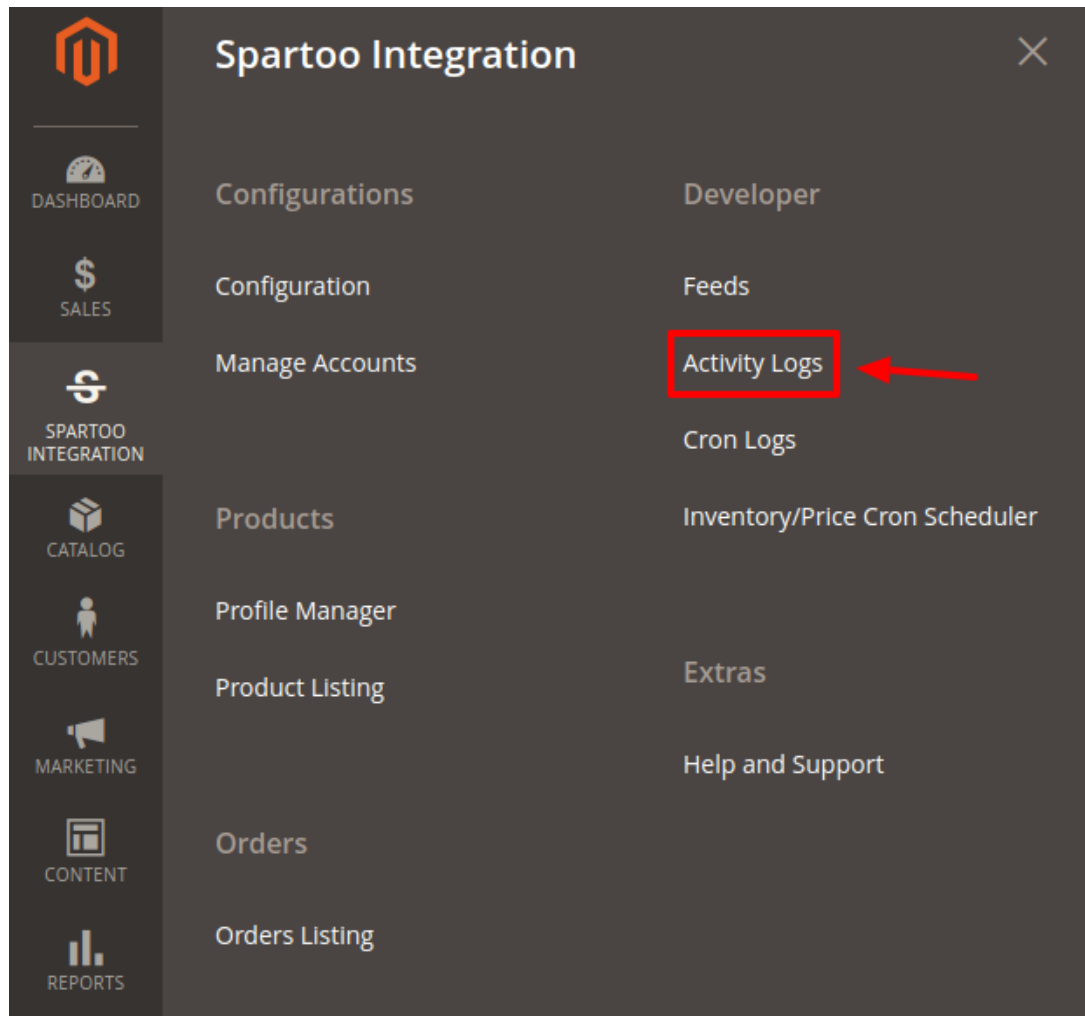 Spartoo Integration
DASHBOARD
SALES
SPARTOO
INTEGRATION
CATALOG
CUSTOMERS
MARKETING
CONTENT
REPORTS
Configurations
Configuration
Manage Accounts
Products
Profile Manager
Product Listing
Orders
Orders Listing
Developer
Feeds
Activity Logs
Cron Logs
Inventory/Price Cron Scheduler
Extras
Help and Support